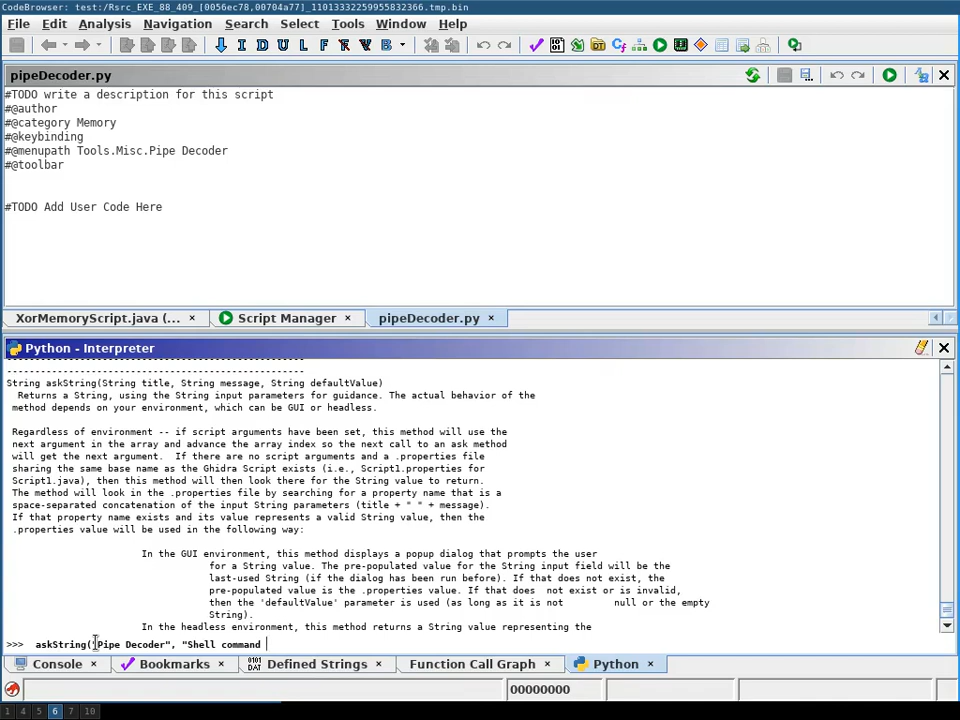 CodeBrowser: test:/Rsrc_EXE_88_409_[0056ec78,00704a77]_11013332259955832366.tmp.bin
File Edit Analysis Navigation Search Select Tools Window Help
I D U L F V B
pipeDecoder.py
#TODO write a description for this script
#@author
#@category Memory
#@keybinding
#@menupath Tools.Misc.Pipe Decoder
#@toolbar
#TODO Add User Code Here
XorMemoryScript.java (... × Script Manager × pipeDecoder.py ×
Python - Interpreter
String askString(String title, String message, String defaultValue)
Returns a String, using the String input parameters for guidance. The actual behavior of the
method depends on your environment, which can be GUI or headless.
Regardless of environment -- if script arguments have been set, this method will use the
next argument in the array and advance the array index so the next call to an ask method
will get the next argument.  If there are no script arguments and a .properties file
sharing the same base name as the Ghidra Script exists (i.e., Script1.properties for
Script1.java), then this method will then look there for the String value to return.
The method will look in the .properties file by searching for a property name that is a
space-separated concatenation of the input String parameters (title + " " + message).
If that property name exists and its value represents a valid String value, then the
.properties value will be used in the following way:
In the GUI environment, this method displays a popup dialog that prompts the user
for a String value. The pre-populated value for the String input field will be the
last-used String (if the dialog has been run before). If that does not exist, the
pre-populated value is the .properties value. If that does  not exist or is invalid,
then the 'defaultValue' parameter is used (as long as it is not        null or the empty
String).
In the headless environment, this method returns a String value representing the
>>> askString("Pipe Decoder", "Shell command
Console × Bookmarks × Defined Strings × Function Call Graph × Python ×
00000000
1 4 5 6 7 10